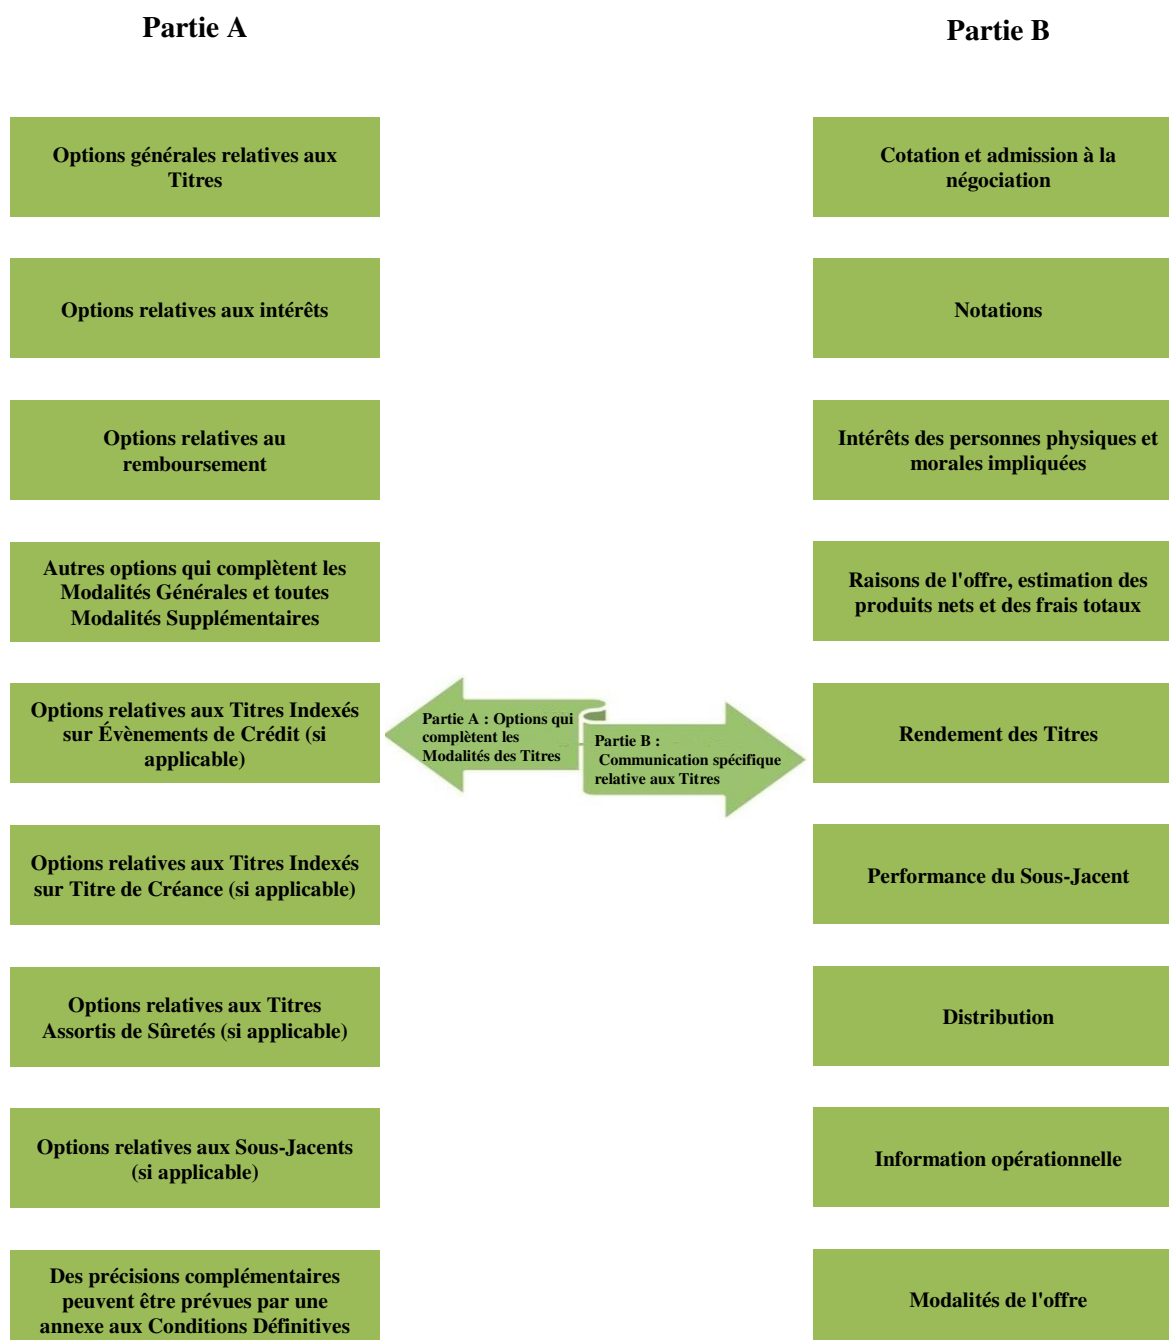 Partie A
Options générales relatives aux
Titres
Options relatives aux intérêts
Options relatives au
remboursement
Autres options qui complètent les
Modalités Générales et toutes
Modalités Supplémentaires
Options relatives aux Titres Indexés
sur Évènements de Crédit (si
applicable)
Options relatives aux Titres Indexés
sur Titre de Créance (si applicable)
Options relatives aux Titres
Assortis de Sûretés (si applicable)
Options relatives aux Sous-Jacents
(si applicable)
Des précisions complémentaires
peuvent être prévues par une
annexe aux Conditions Définitives
Partie A : Options qui
complètent les
Modalités des Titres
Partie B :
Communication spécifique
relative aux Titres
Partie B
Cotation et admission à la
négociation
Notations
Intérêts des personnes physiques et
morales impliquées
Raisons de l'offre, estimation des
produits nets et des frais totaux
Rendement des Titres
Performance du Sous-Jacent
Distribution
Information opérationnelle
Modalités de l'offre